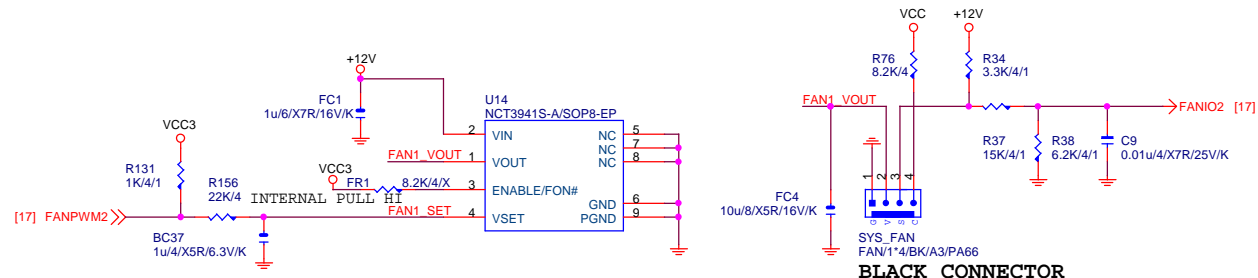 +12V
FC1
1u/6/X7R/16V/K
VCC3
R131
1K/4/1
R156
22K/4
[17] FANPWM2
BC37
1u/4/X5R/6.3V/K
INTERNAL PULL HI
VCC3
FR1
8.2K/4/X
FAN1_VOUT
FAN1_SET
U14
NCT3941S-A/SOP8-EP
2 VIN
1 VOUT
3 ENABLE/FON#
4 VSET
NC 5
NC 7
NC 8
GND 6
PGND 9
VCC
+12V
R76
8.2K/4
R34
3.3K/4/1
FAN1_VOUT
FANIO2 [17]
R37
15K/4/1
R38
6.2K/4/1
C9
0.01u/4/X7R/25V/K
FC4
10u/8/X5R/16V/K
1 2 3 4
G V S C
SYS_FAN
FAN/1*4/BK/A3/PA66
BLACK CONNECTOR